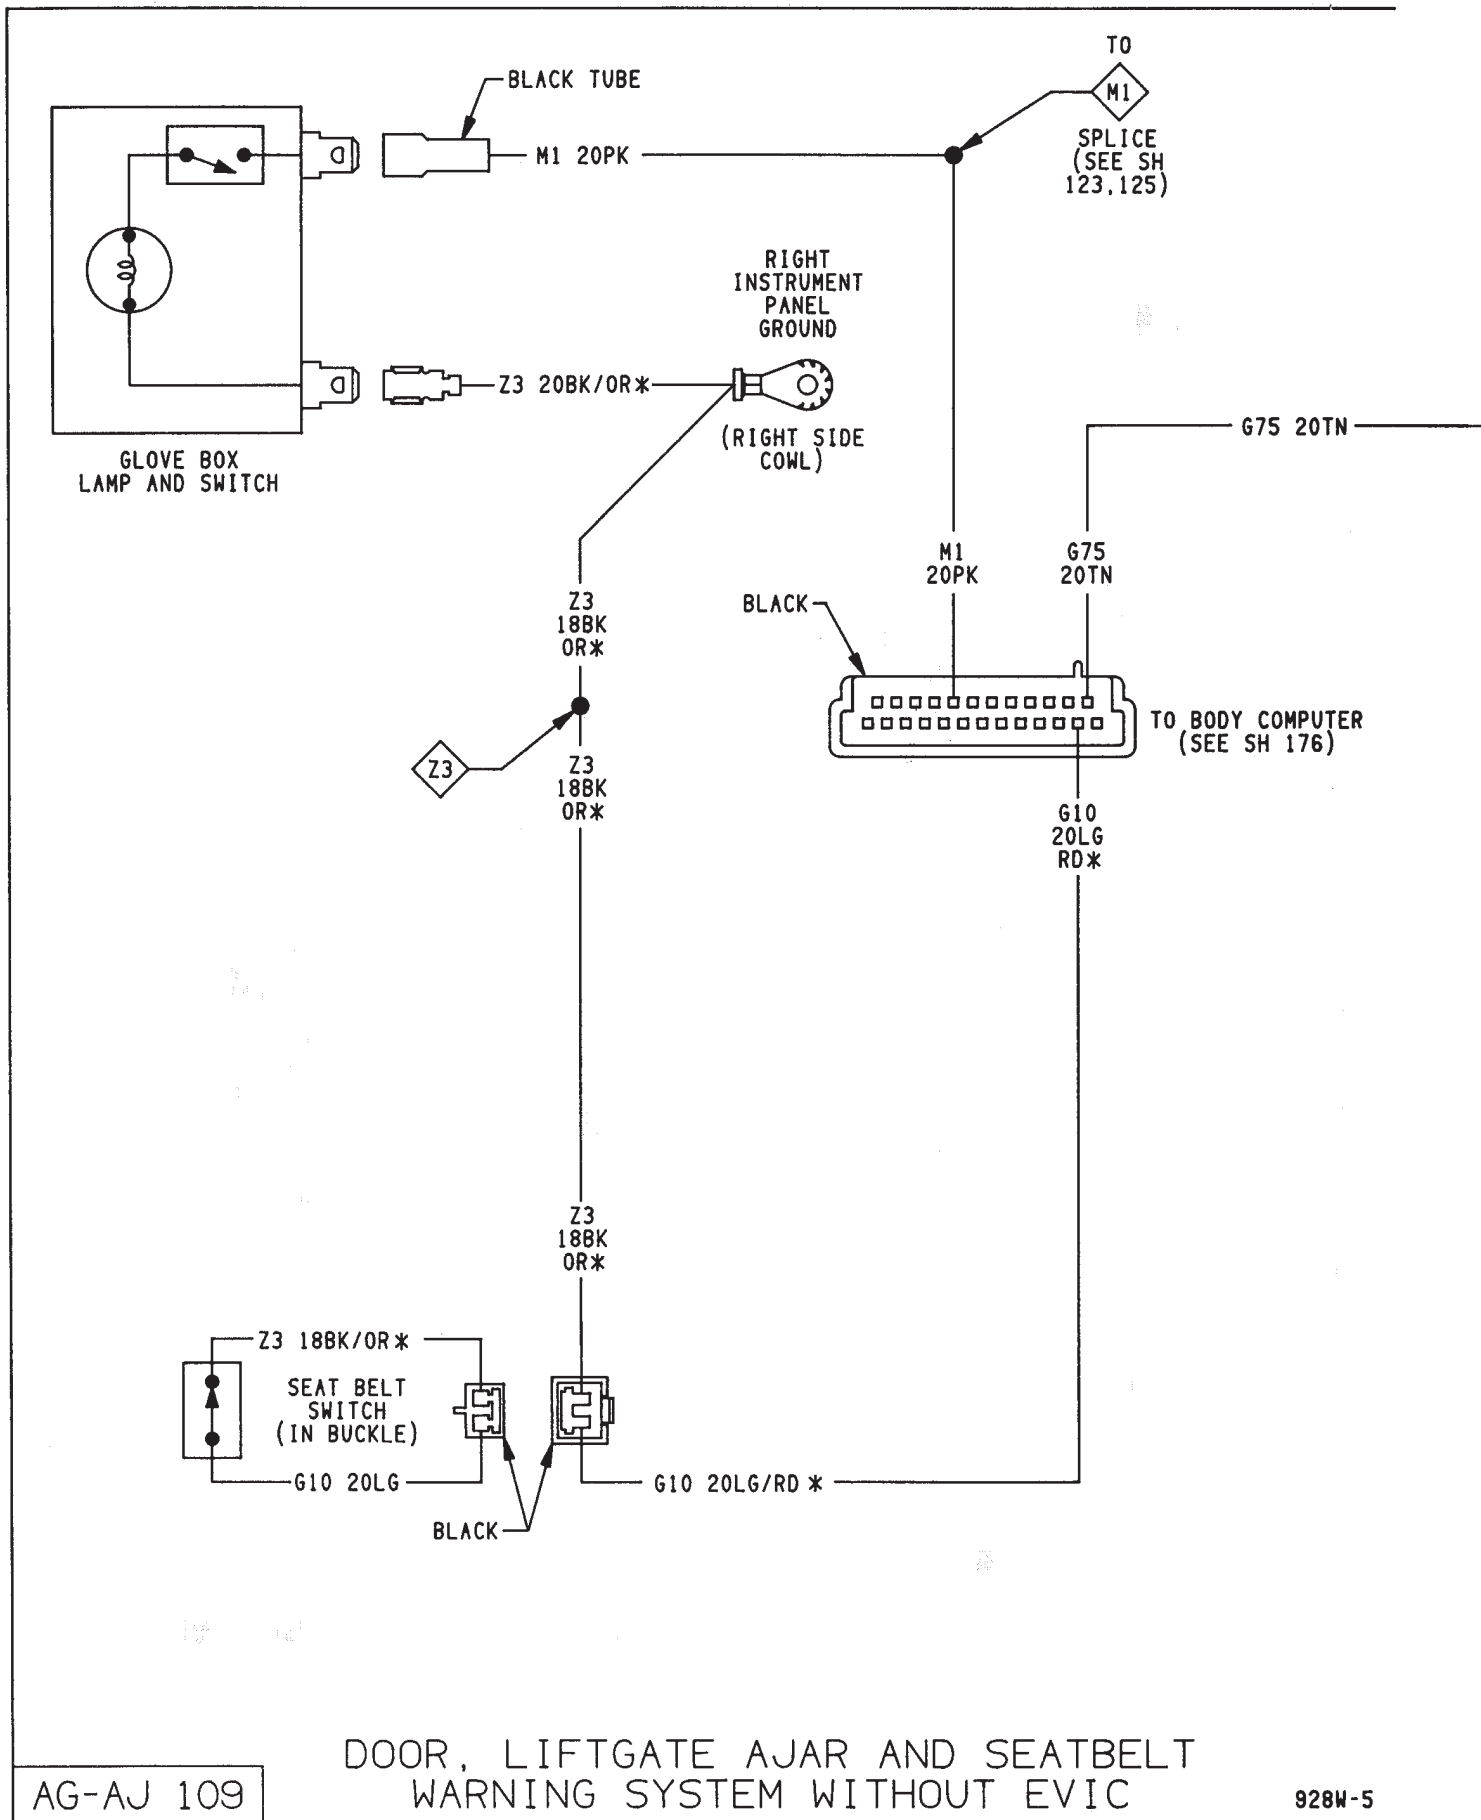 TO
M1
SPLICE
(SEE SH
123,125)
BLACK TUBE
M1 20PK
RIGHT
INSTRUMENT
PANEL
GROUND
Z3 20BK/OR*
(RIGHT SIDE
COWL)
GLOVE BOX
LAMP AND SWITCH
G75 20TN
M1
20PK
G75
20TN
BLACK
Z3
18BK
OR*
TO BODY COMPUTER
(SEE SH 176)
Z3
Z3
18BK
OR*
G10
20LG
RD*
Z3
18BK
OR*
Z3 18BK/OR*
SEAT BELT
SWITCH
(IN BUCKLE)
G10 20LG
G10 20LG/RD*
BLACK
DOOR, LIFTGATE AJAR AND SEATBELT
WARNING SYSTEM WITHOUT EVIC
AG-AJ 109
928W-5